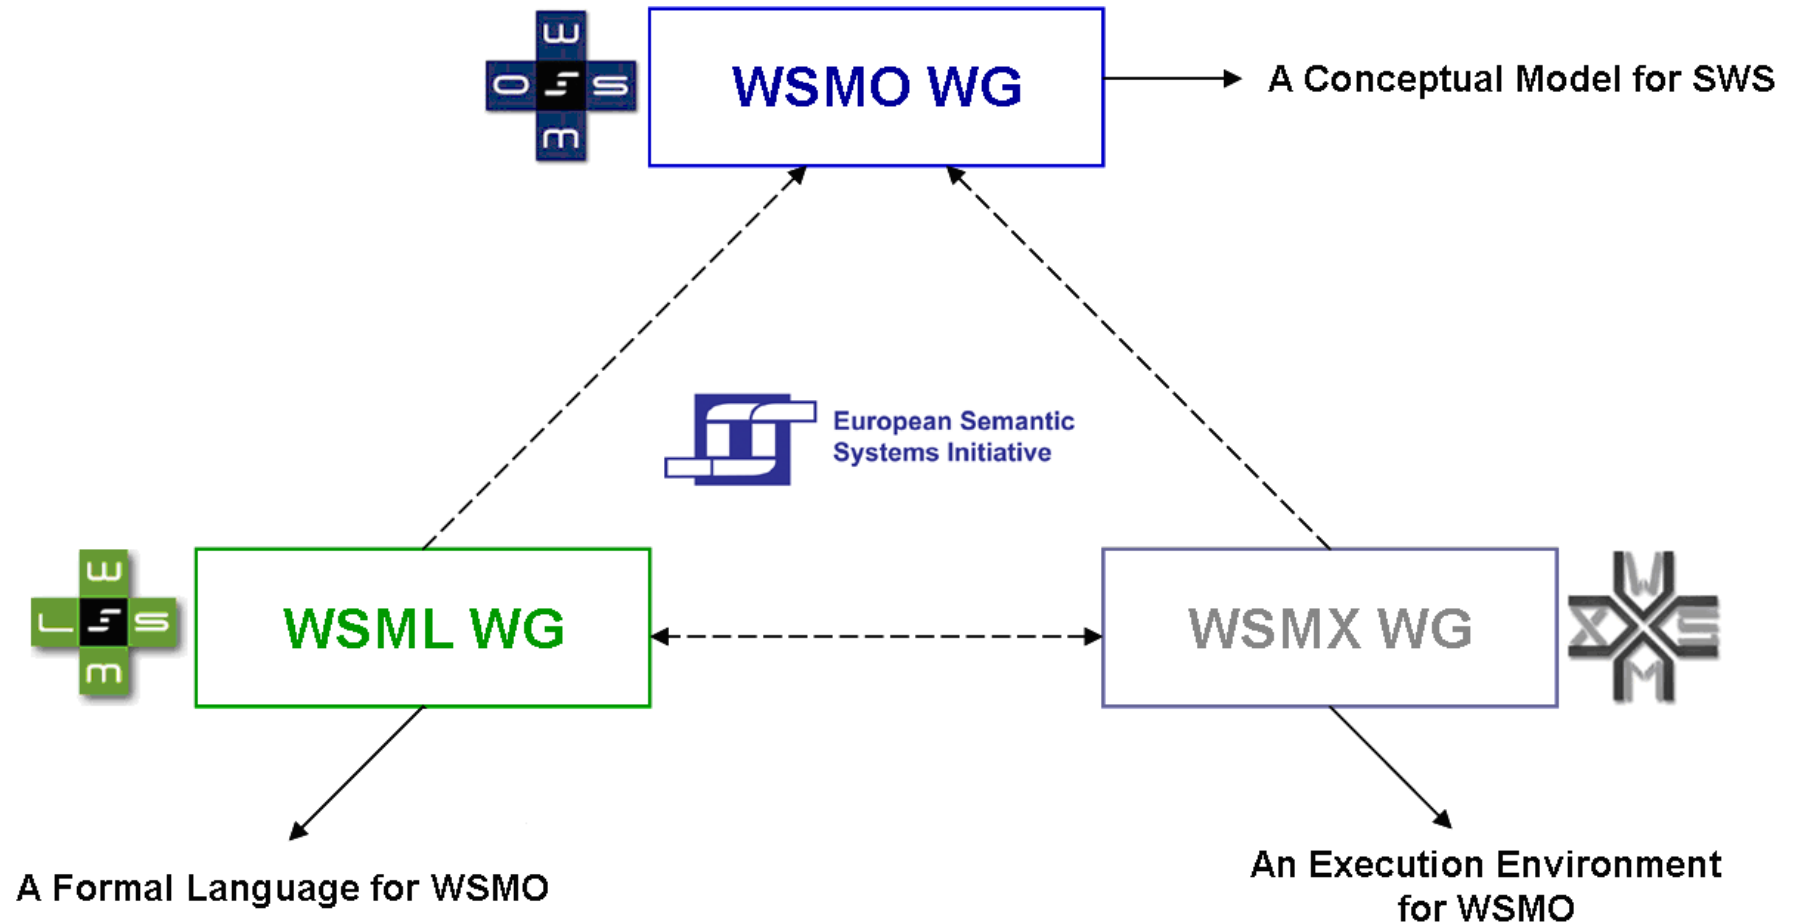 WSMO WG
A Conceptual Model for SWS
European Semantic
Systems Initiative
WSML WG
WSMX WG
A Formal Language for WSMO
An Execution Environment
for WSMO